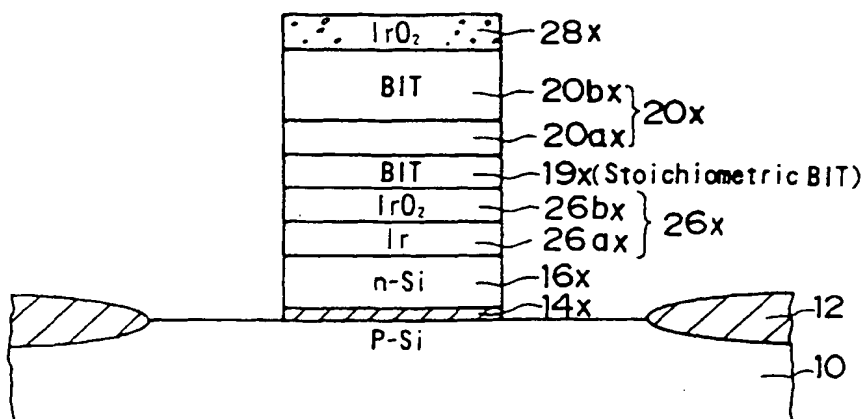 IrO₂ 28x
BIT 20bx
20x
20ax
BIT 19x(Stoichiometric BIT)
IrO₂ 26bx
26x
Ir 26ax
n-Si 16x
14x
12
P-Si
10